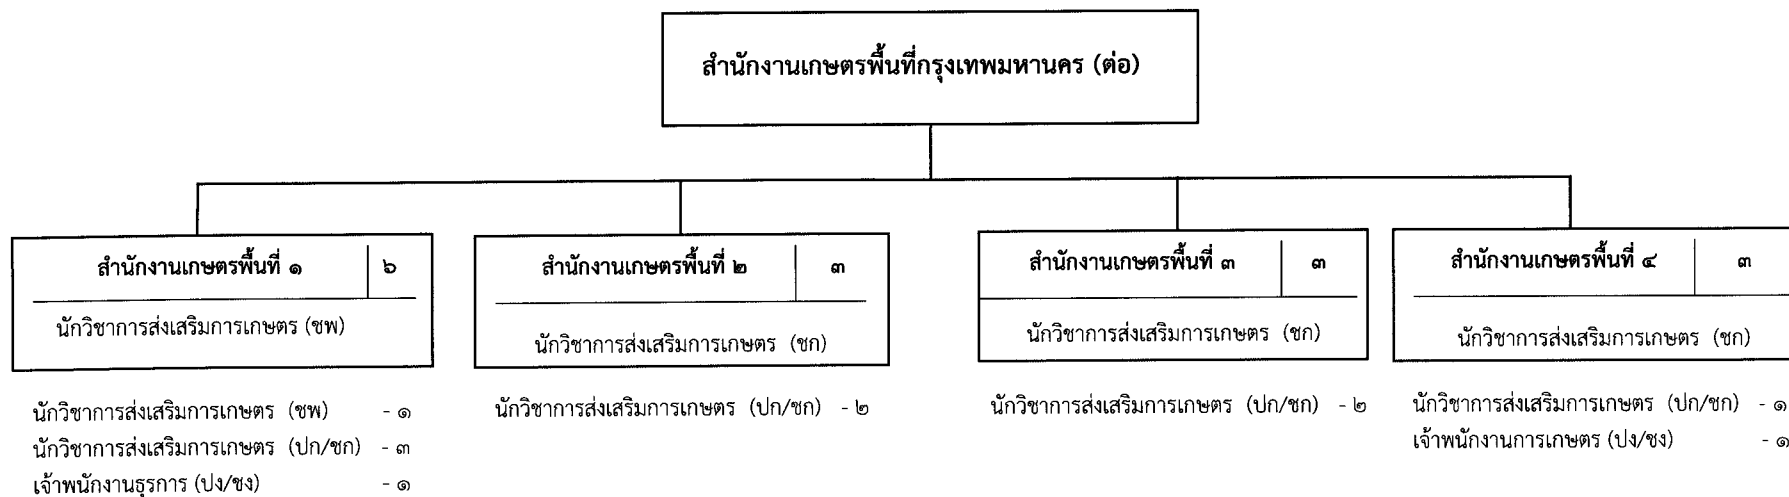 สำนักงานเกษตรพื้นที่กรุงเทพมหานคร (ต่อ)
สำนักงานเกษตรพื้นที่ ๑ ๖
นักวิชาการส่งเสริมการเกษตร (ชพ)
นักวิชาการส่งเสริมการเกษตร (ชพ) - ๑
นักวิชาการส่งเสริมการเกษตร (ปก/ชก) - ๓
เจ้าพนักงานธุรการ (ปง/ชง) - ๑
สำนักงานเกษตรพื้นที่ ๒ ๓
นักวิชาการส่งเสริมการเกษตร (ชก)
นักวิชาการส่งเสริมการเกษตร (ปก/ชก) - ๒
สำนักงานเกษตรพื้นที่ ๓ ๓
นักวิชาการส่งเสริมการเกษตร (ชก)
นักวิชาการส่งเสริมการเกษตร (ปก/ชก) - ๒
สำนักงานเกษตรพื้นที่ ๔ ๓
นักวิชาการส่งเสริมการเกษตร (ชก)
นักวิชาการส่งเสริมการเกษตร (ปก/ชก) - ๑
เจ้าพนักงานการเกษตร (ปง/ชง) - ๑